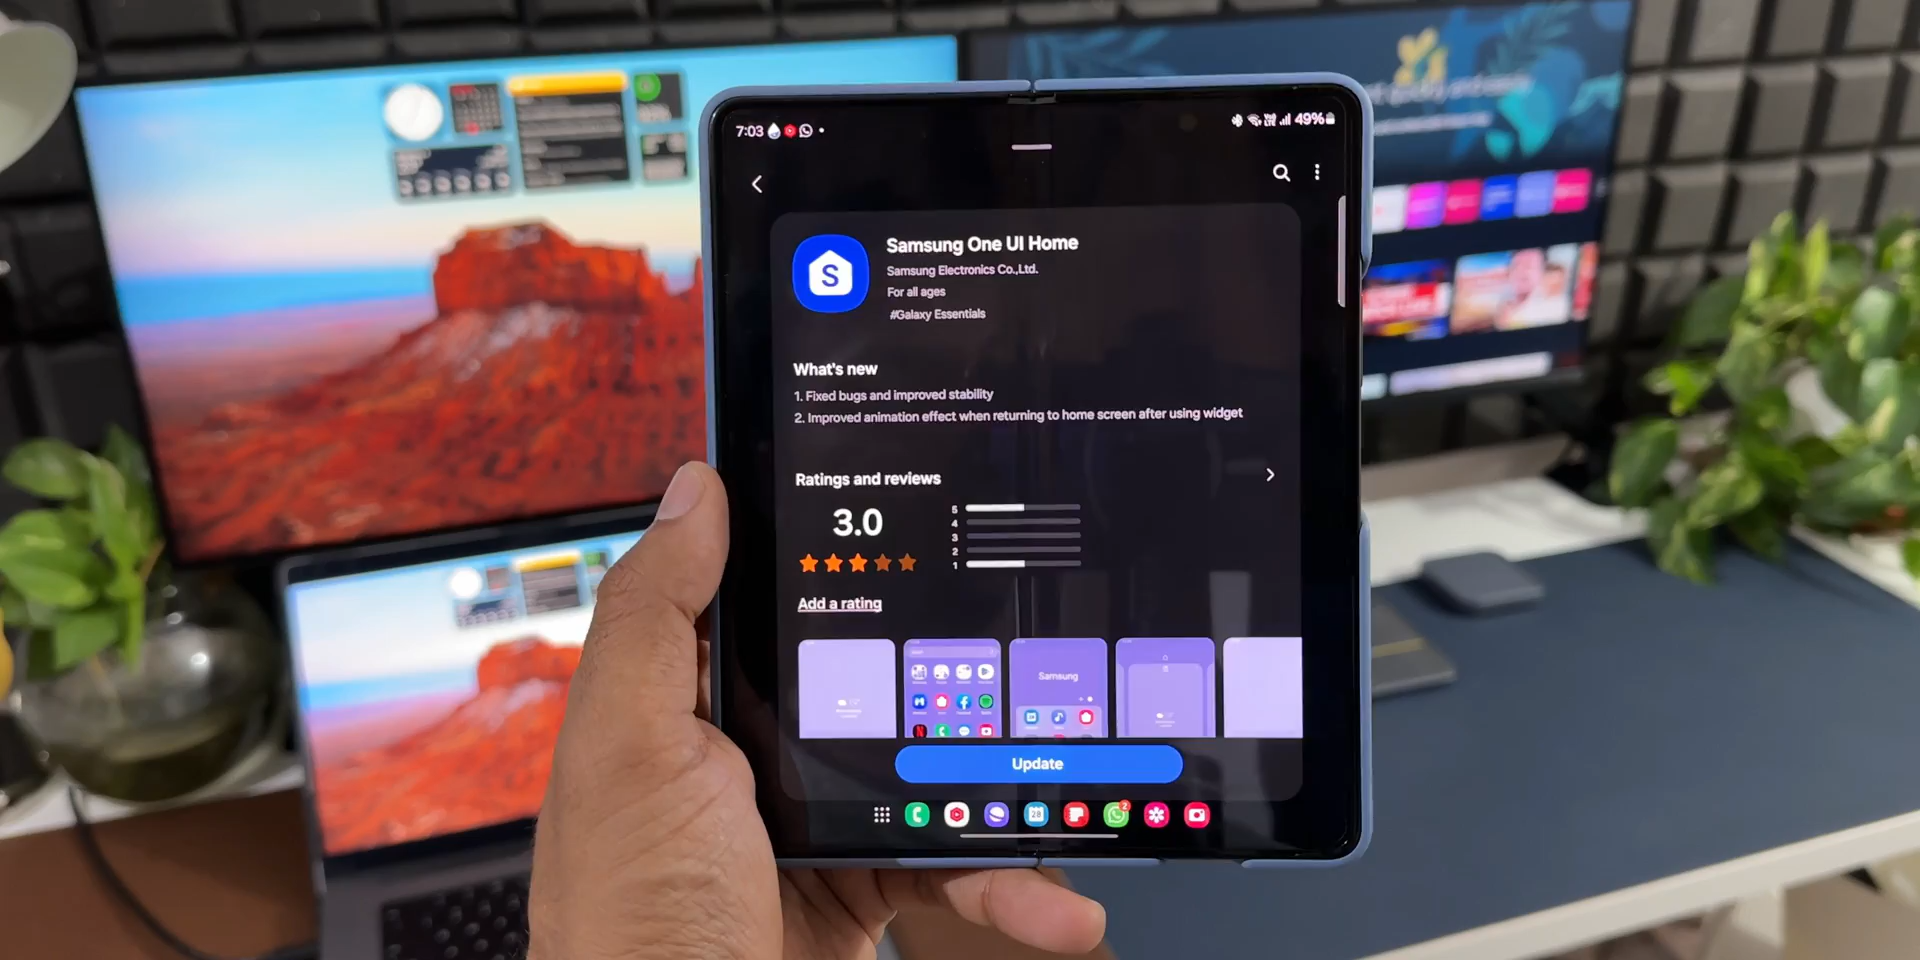 7:03
49%
S
Samsung One UI Home
Samsung Electronics Co.,Ltd.
For all ages
#Galaxy Essentials
What's new
1. Fixed bugs and improved stability
2. Improved animation effect when returning to home screen after using widget
Ratings and reviews
3.0
5
4
3
2
1
Add a rating
Samsung
Update
28
2